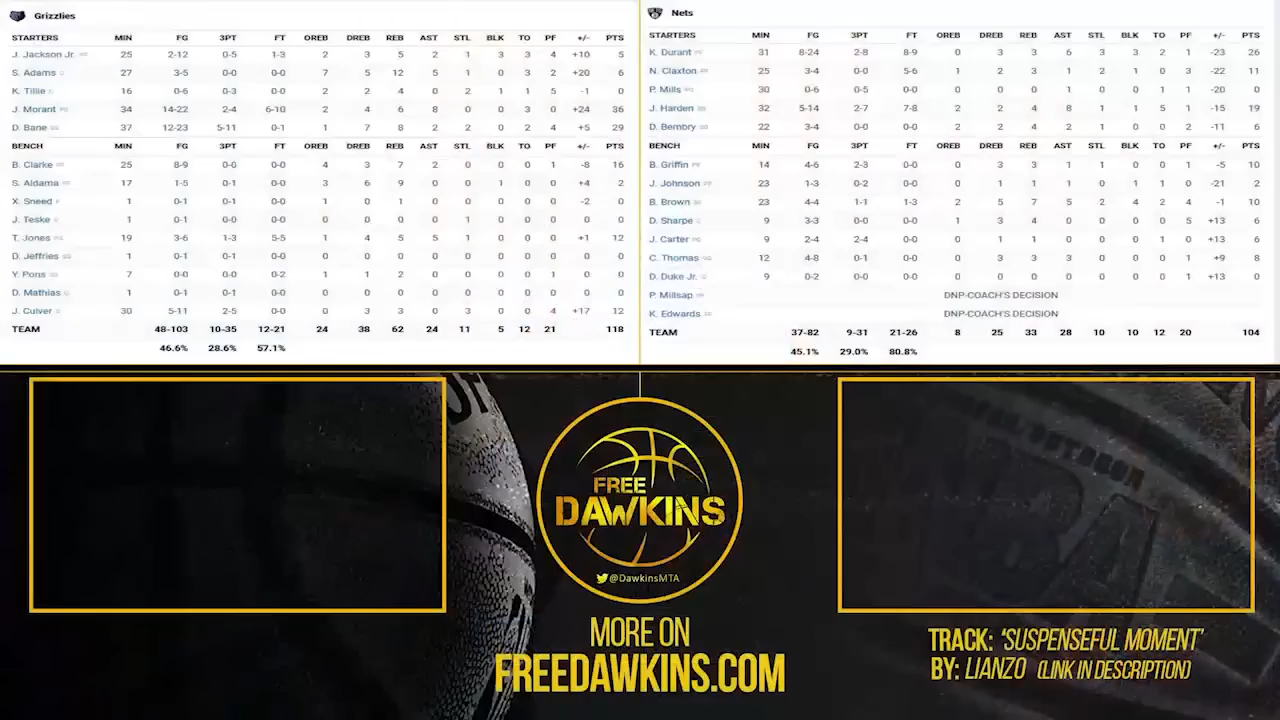 Grizzlies
STARTERS MIN FG 3PT FT OREB DREB REB AST STL BLK TO PF +/- PTS
J. Jackson Jr. 25 2-12 0-5 1-3 2 3 5 2 1 3 3 4 +10 5
S. Adams 27 3-5 0-0 0-0 7 5 12 5 1 0 3 2 +20 6
K. Tillie 16 0-6 0-3 0-0 2 2 4 0 2 1 1 5 -1 0
J. Morant 34 14-22 2-4 6-10 2 4 6 8 0 0 3 0 +24 36
D. Bane 37 12-23 5-11 0-1 1 7 8 2 2 0 2 4 +5 29
BENCH MIN FG 3PT FT OREB DREB REB AST STL BLK TO PF +/- PTS
B. Clarke 25 8-9 0-0 0-0 4 3 7 2 0 0 0 1 -8 16
S. Aldama 17 1-5 0-1 0-0 3 6 9 0 0 1 0 0 +4 2
X. Sneed 1 0-1 0-1 0-0 1 0 1 0 0 0 0 0 -2 0
J. Teske 1 0-1 0-0 0-0 0 0 0 0 1 0 0 0 0 0
T. Jones 19 3-6 1-3 5-5 1 4 5 5 1 0 0 0 +1 12
D. Jeffries 1 0-1 0-1 0-0 0 0 0 0 0 0 0 0 0 0
Y. Pons 7 0-0 0-0 0-2 1 1 2 0 0 0 0 1 0 0
D. Mathias 1 0-1 0-1 0-0 0 0 0 0 0 0 0 0 0 0
J. Culver 30 5-11 2-5 0-0 0 3 3 0 3 0 0 4 +17 12
TEAM 48-103 10-35 12-21 24 38 62 24 11 5 12 21 118
46.6% 28.6% 57.1%
Nets
STARTERS MIN FG 3PT FT OREB DREB REB AST STL BLK TO PF +/- PTS
K. Durant 31 8-24 2-8 8-9 0 3 3 6 3 3 2 1 -23 26
N. Claxton 25 3-4 0-0 5-6 1 2 3 1 2 1 0 3 -22 11
P. Mills 30 0-6 0-5 0-0 0 0 0 1 1 0 1 1 -20 0
J. Harden 32 5-14 2-7 7-8 2 2 4 8 1 1 5 1 -15 19
D. Bembry 22 3-4 0-0 0-0 2 2 4 2 1 0 0 2 -11 6
BENCH MIN FG 3PT FT OREB DREB REB AST STL BLK TO PF +/- PTS
B. Griffin 14 4-6 2-3 0-0 0 3 3 1 1 0 0 1 -5 10
J. Johnson 23 1-3 0-2 0-0 0 1 1 1 0 1 0 1 -21 2
B. Brown 23 4-4 1-1 1-3 2 5 7 5 2 4 2 4 -1 10
D. Sharpe 9 3-3 0-0 0-0 1 3 4 0 0 0 0 5 +13 6
J. Carter 9 2-4 2-4 0-0 0 1 1 0 0 0 1 0 +13 6
C. Thomas 12 4-8 0-1 0-0 0 3 3 3 0 0 0 1 +9 8
D. Duke Jr. 9 0-2 0-0 0-0 0 0 0 0 0 0 0 1 +13 0
P. Millsap DNP-COACH'S DECISION
K. Edwards DNP-COACH'S DECISION
TEAM 37-82 9-31 21-26 8 25 33 28 10 10 12 20 104
45.1% 29.0% 80.8%
FREE
DAWKINS
@DawkinsMTA
MORE ON
FREEDAWKINS.COM
TRACK: 'SUSPENSEFUL MOMENT'
BY: LIANZO (LINK IN DESCRIPTION)